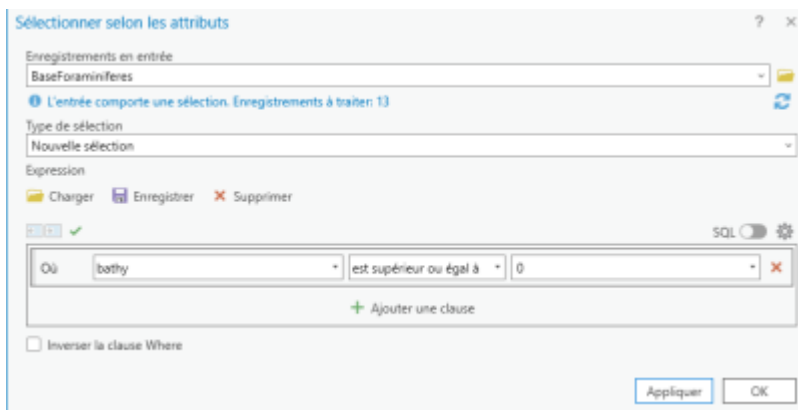 Sélectionner selon les attributs ? ×
Enregistrements en entrée
BaseForaminiferes
L'entrée comporte une sélection. Enregistrements à traiter: 13
Type de sélection
Nouvelle sélection
Expression
Charger Enregistrer Supprimer
SQL
Où bathy est supérieur ou égal à 0
+ Ajouter une clause
Inverser la clause Where
Appliquer OK